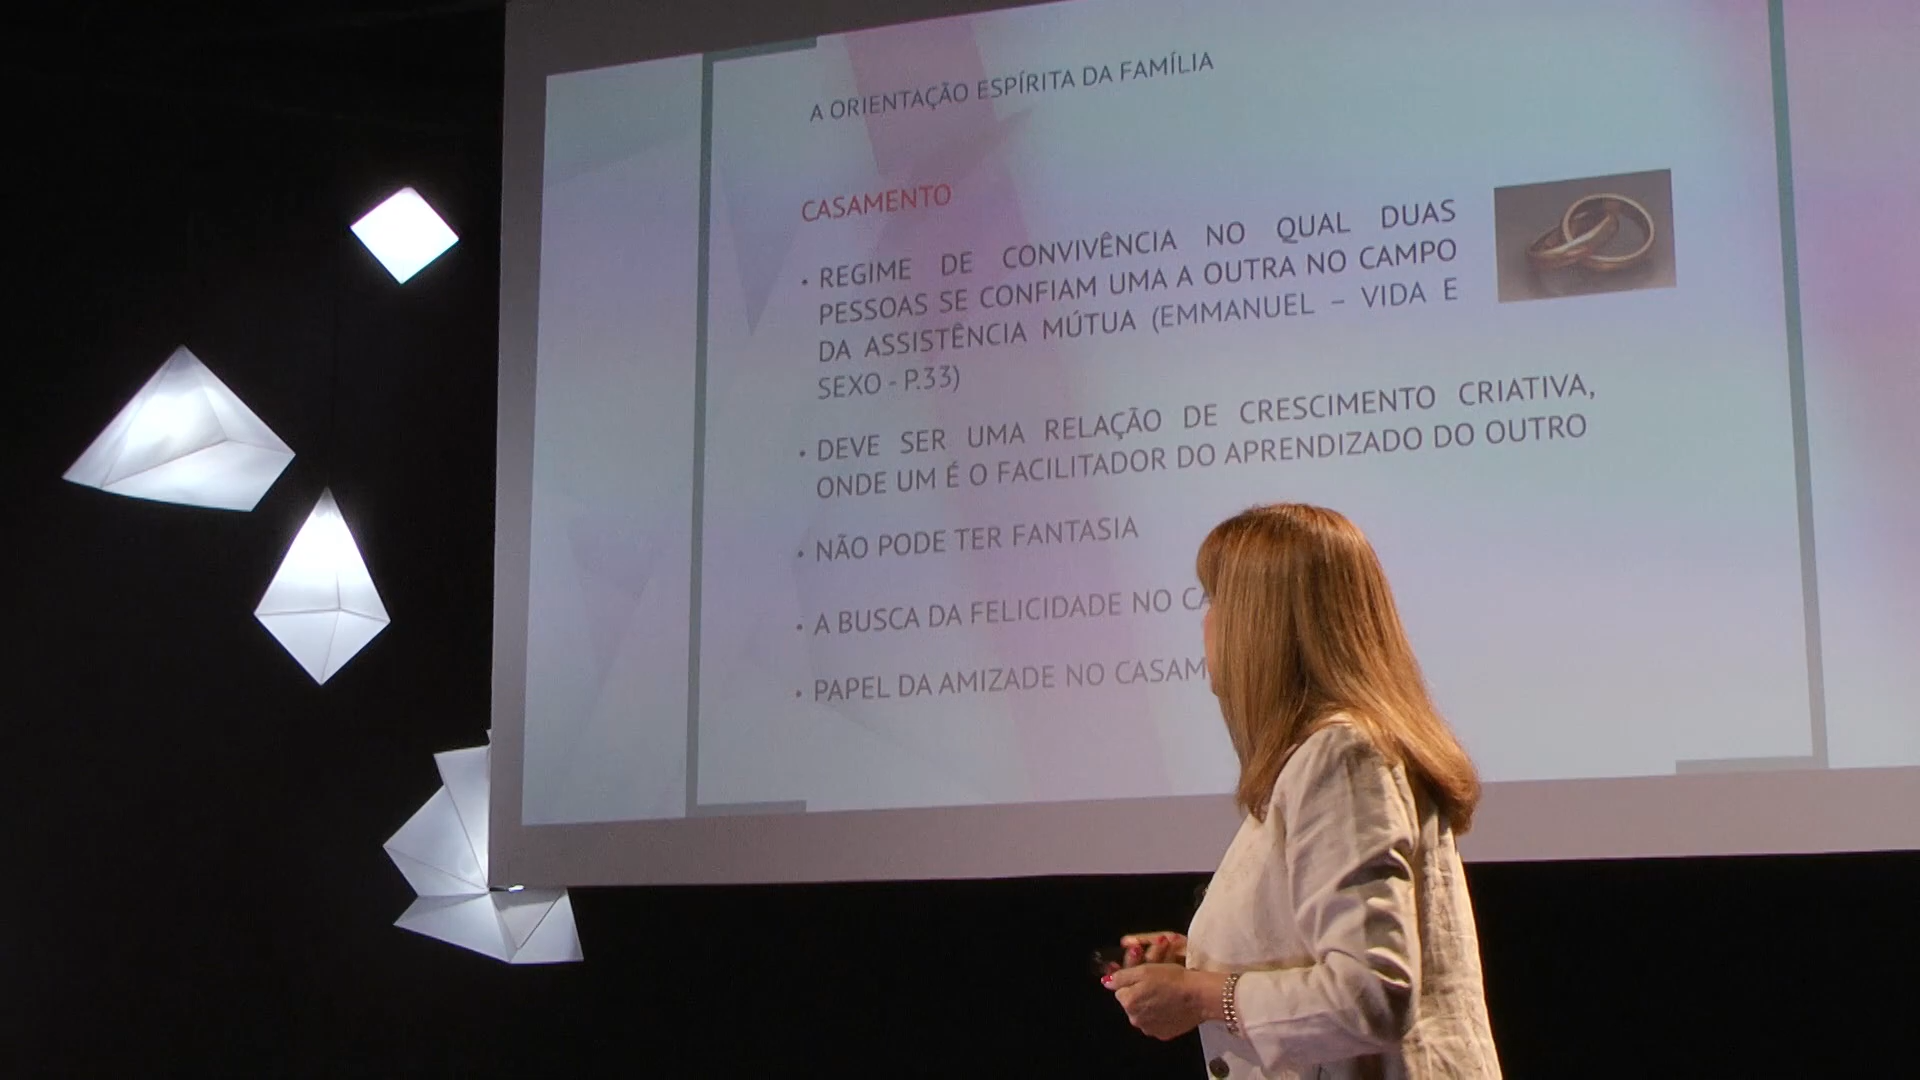 A ORIENTAÇÃO ESPÍRITA DA FAMÍLIA
CASAMENTO
• REGIME DE CONVIVÊNCIA NO QUAL DUAS
PESSOAS SE CONFIAM UMA A OUTRA NO CAMPO
DA ASSISTÊNCIA MÚTUA (EMMANUEL – VIDA E
SEXO - P.33)
• DEVE SER UMA RELAÇÃO DE CRESCIMENTO CRIATIVA,
ONDE UM É O FACILITADOR DO APRENDIZADO DO OUTRO
• NÃO PODE TER FANTASIA
• A BUSCA DA FELICIDADE NO
• PAPEL DA AMIZADE NO